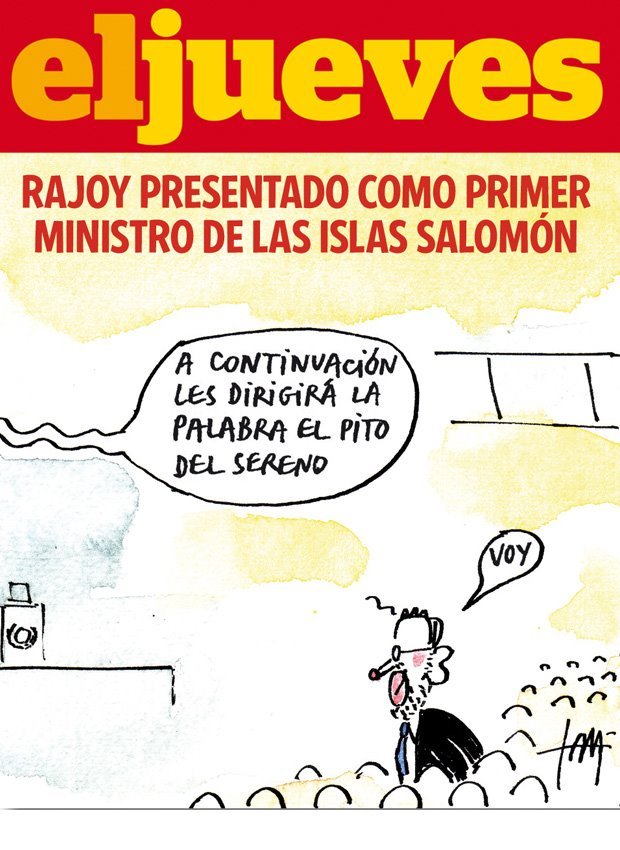 eljueves
RAJOY PRESENTADO COMO PRIMER
MINISTRO DE LAS ISLAS SALOMÓN
A CONTINUACIÓN
LES DIRIGIRÁ LA
PALABRA EL PITO
DEL SERENO
VOY